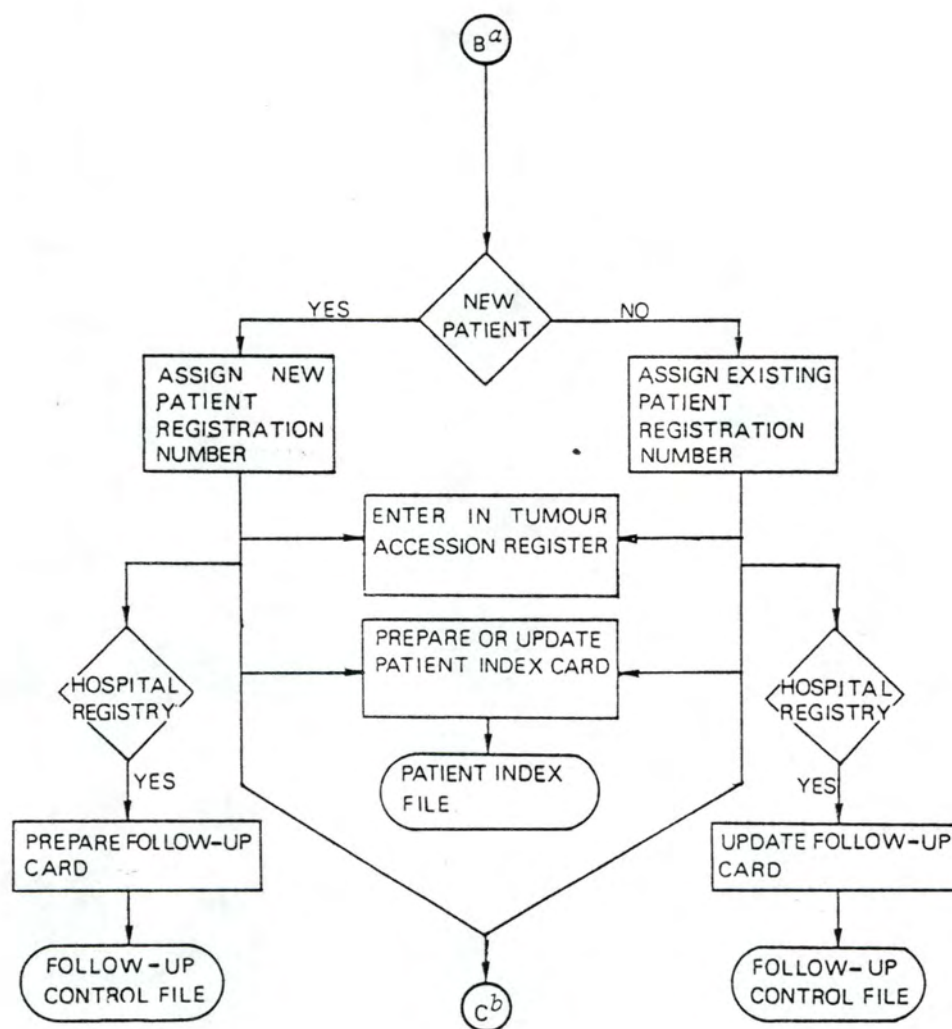 Bᵃ
NEW
PATIENT
YES
NO
ASSIGN NEW
PATIENT
REGISTRATION
NUMBER
ASSIGN EXISTING
PATIENT
REGISTRATION
NUMBER
ENTER IN TUMOUR
ACCESSION REGISTER
PREPARE OR UPDATE
PATIENT INDEX CARD
HOSPITAL
REGISTRY
HOSPITAL
REGISTRY
PATIENT INDEX
FILE.
YES
YES
PREPARE FOLLOW-UP
CARD
UPDATE FOLLOW-UP
CARD
FOLLOW-UP
CONTROL FILE
Cᵇ
FOLLOW-UP
CONTROL FILE